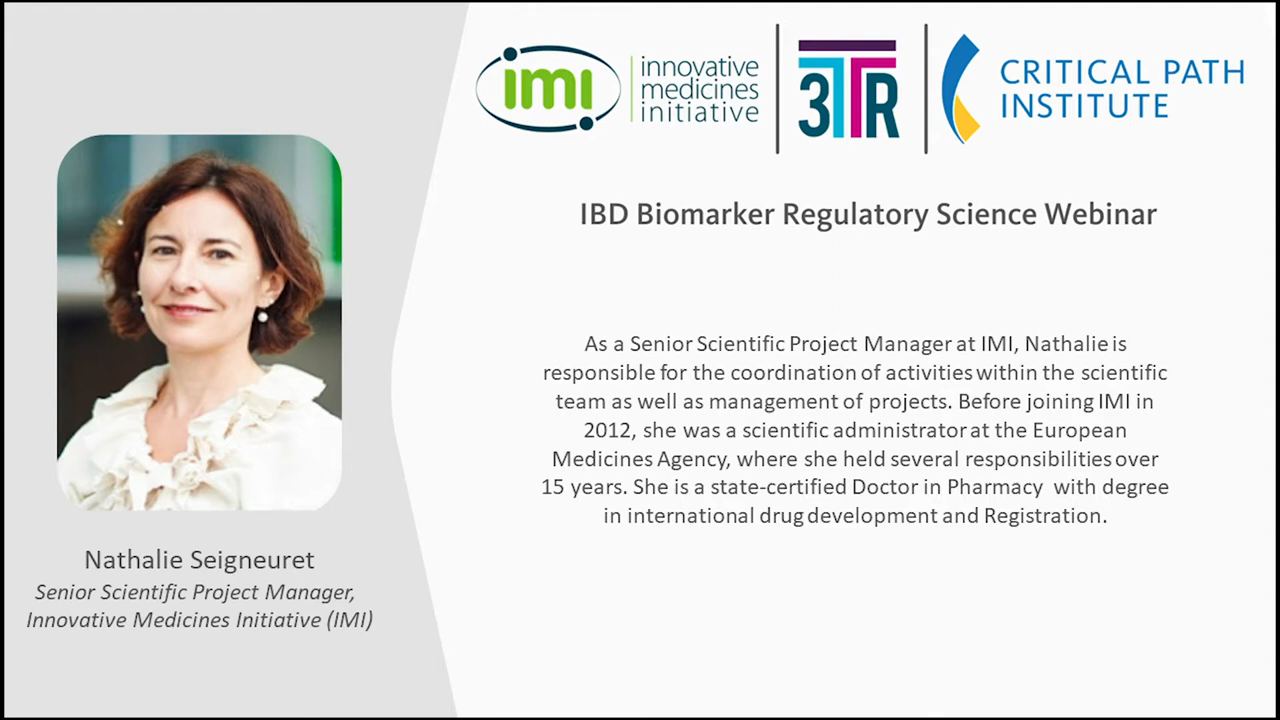 imi
innovative
medicines
initiative
3TR
CRITICAL PATH
INSTITUTE
IBD Biomarker Regulatory Science Webinar
As a Senior Scientific Project Manager at IMI, Nathalie is
responsible for the coordination of activities within the scientific
team as well as management of projects. Before joining IMI in
2012, she was a scientific administrator at the European
Medicines Agency, where she held several responsibilities over
15 years. She is a state-certified Doctor in Pharmacy  with degree
in international drug development and Registration.
Nathalie Seigneuret
Senior Scientific Project Manager,
Innovative Medicines Initiative (IMI)